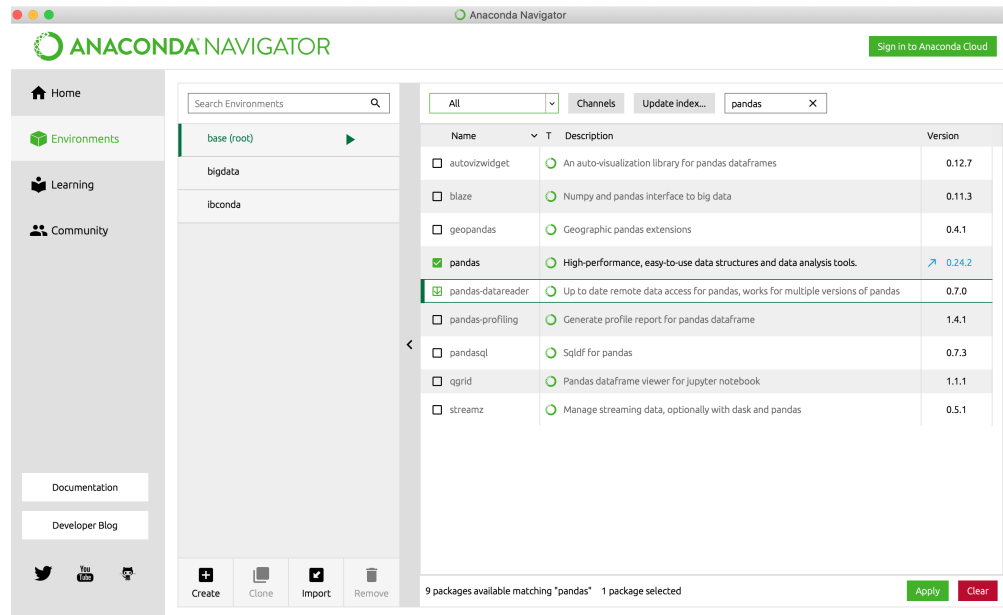 Anaconda Navigator
ANACONDA NAVIGATOR
Sign in to Anaconda Cloud
Home
Environments
Learning
Community
Documentation
Developer Blog
You
Tube
Search Environments
base (root)
bigdata
ibconda
Create
Clone
Import
Remove
All
Channels
Update index...
pandas
Name T Description Version
autovizwidget An auto-visualization library for pandas dataframes 0.12.7
blaze Numpy and pandas interface to big data 0.11.3
geopandas Geographic pandas extensions 0.4.1
pandas High-performance, easy-to-use data structures and data analysis tools. 0.24.2
pandas-datareader Up to date remote data access for pandas, works for multiple versions of pandas 0.7.0
pandas-profiling Generate profile report for pandas dataframe 1.4.1
pandasql Sqldf for pandas 0.7.3
qgrid Pandas dataframe viewer for jupyter notebook 1.1.1
streamz Manage streaming data, optionally with dask and pandas 0.5.1
9 packages available matching "pandas" 1 package selected
Apply
Clear